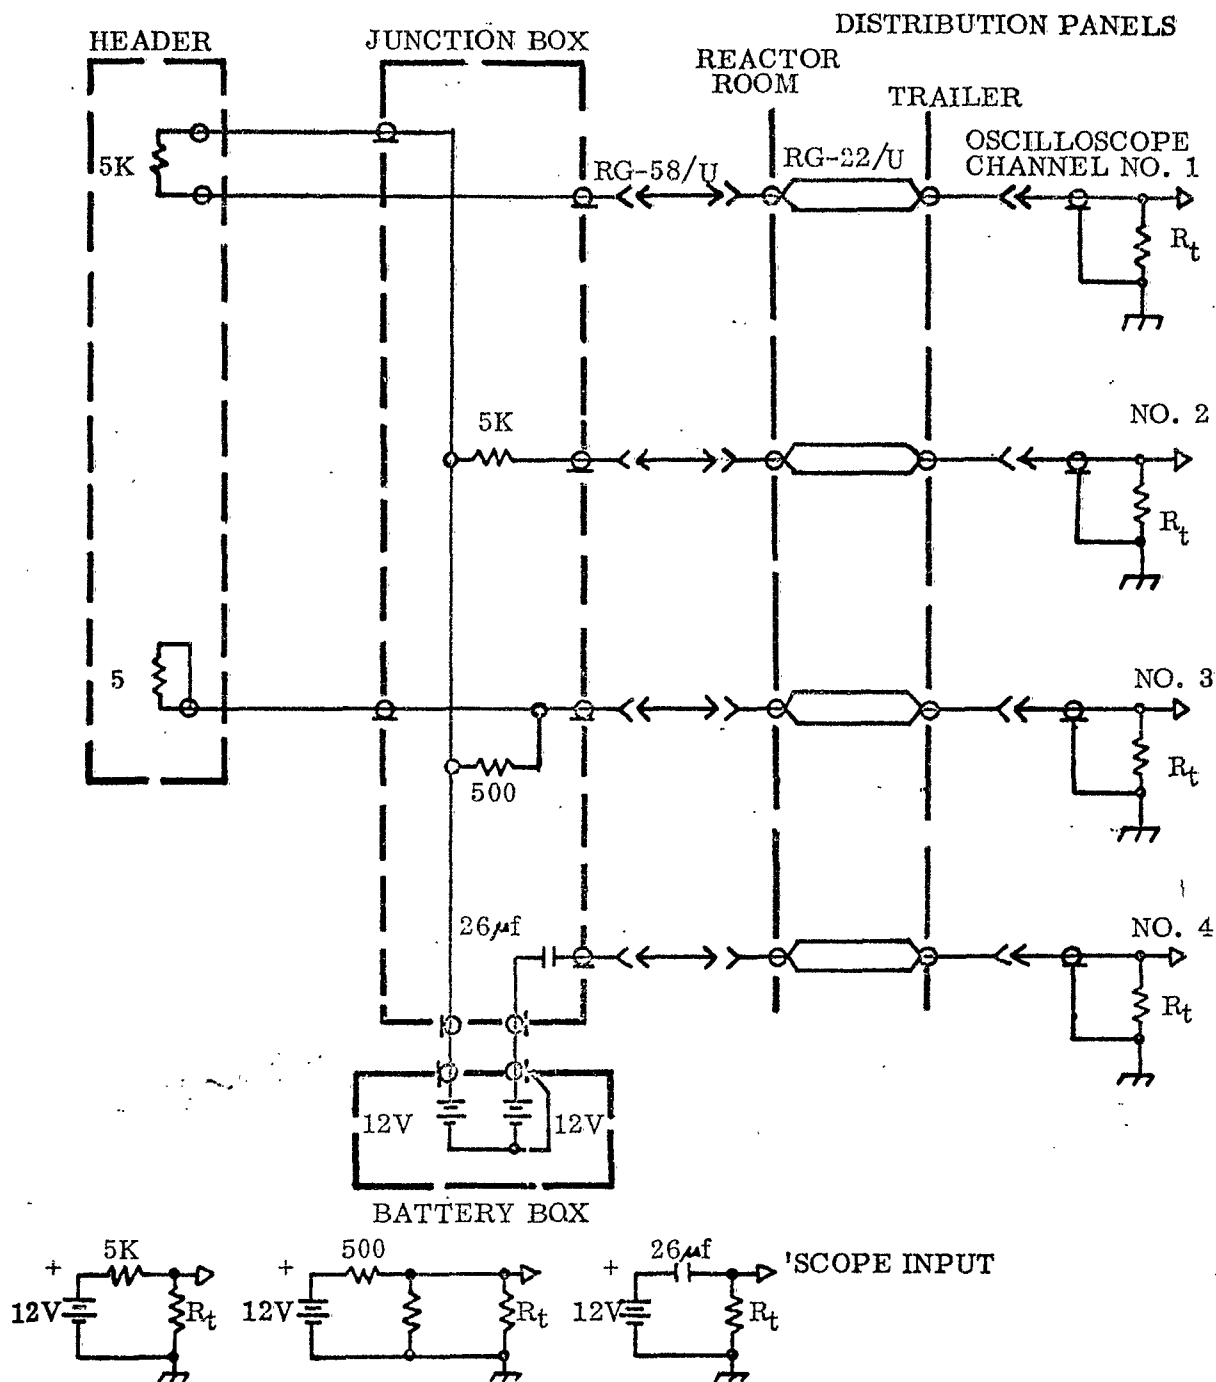 DISTRIBUTION PANELS
HEADER
JUNCTION BOX
REACTOR
ROOM
TRAILER
OSCILLOSCOPE
CHANNEL NO. 1
5K
RG-58/U
RG-22/U
Rt
5K
NO. 2
Rt
5
NO. 3
500
Rt
26μf
NO. 4
Rt
12V
12V
BATTERY BOX
+
5K
12V
Rt
+
500
12V
Rt
+
26μf
12V
Rt
'SCOPE INPUT